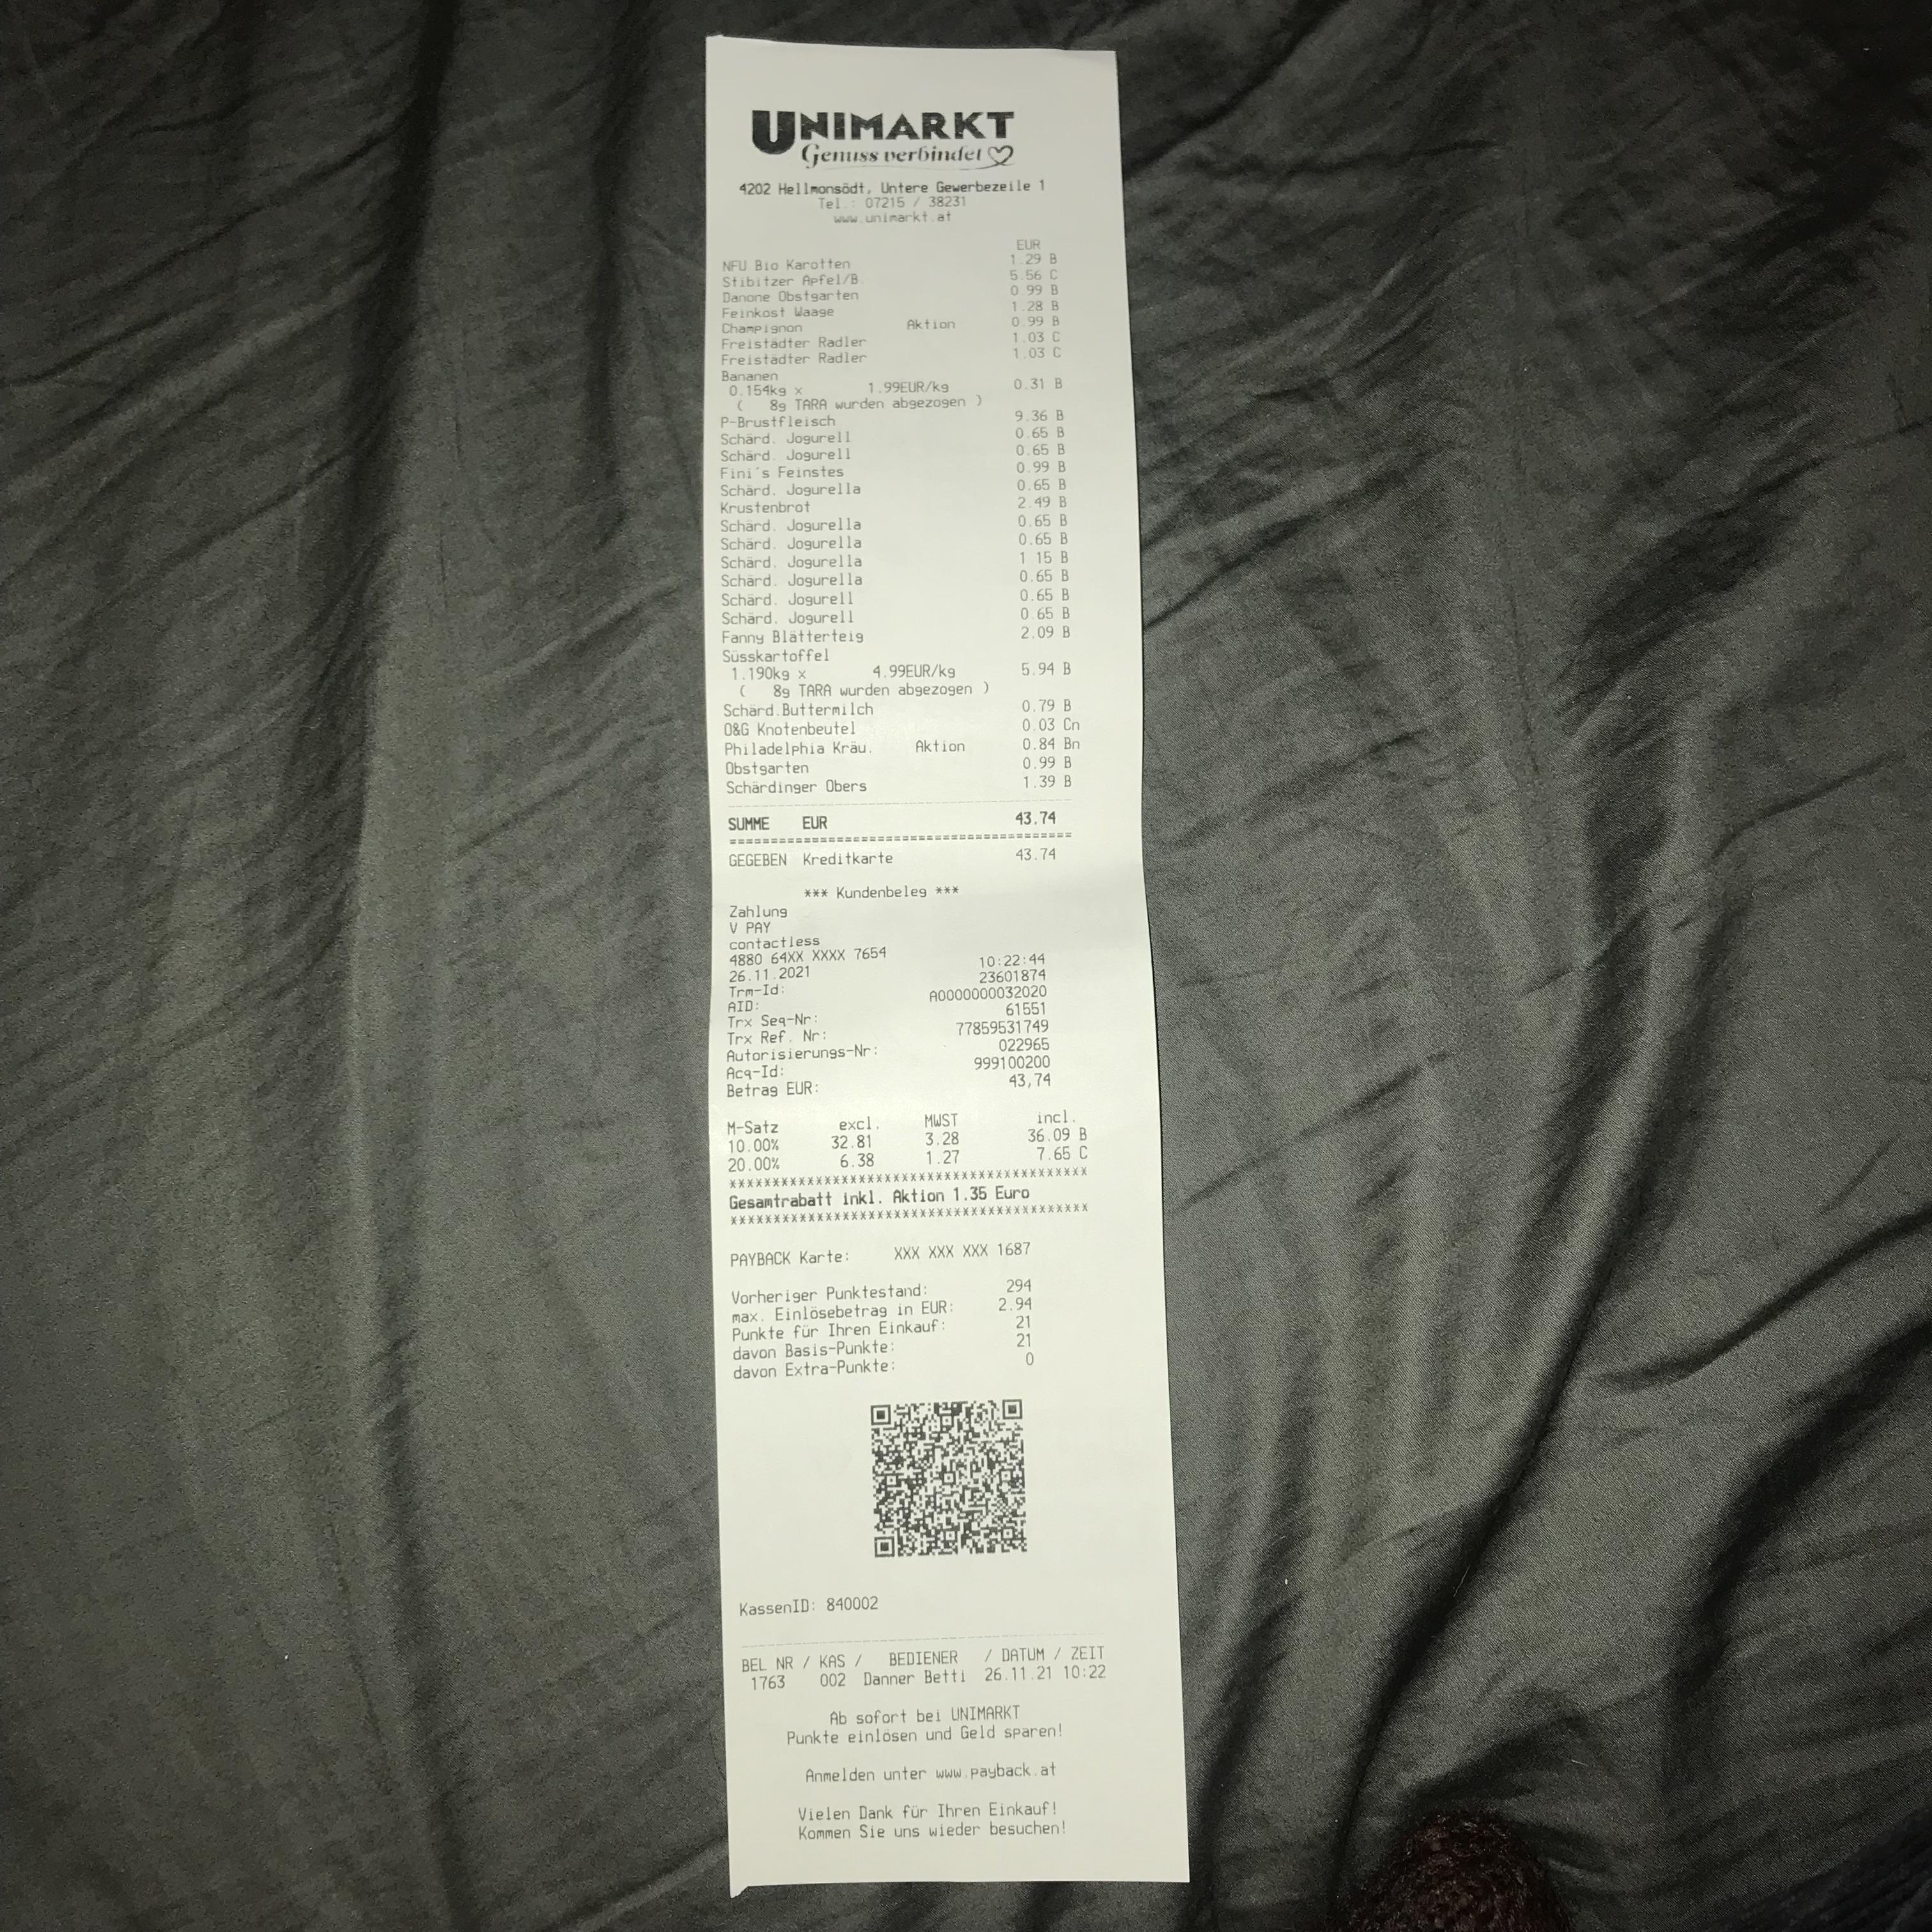 UNIMARKT
Genuss verbindet
4202 Hellmonsödt, Untere Gewerbezeile 1
Tel.: 07215 / 38231
www.unimarkt.at
EUR
NFU Bio Karotten 1.29 B
Stibitzer Apfel/B. 5.56 C
Danone Obstgarten 0.99 B
Feinkost Waage 1.28 B
Champignon Aktion 0.99 B
Freistädter Radler 1.03 C
Freistädter Radler 1.03 C
Bananen
0.154kg x 1.99EUR/kg 0.31 B
( 8g TARA wurden abgezogen )
P-Brustfleisch 9.36 B
Schärd. Jogurell 0.65 B
Schärd. Jogurell 0.65 B
Fini's Feinstes 0.99 B
Schärd. Jogurella 0.65 B
Krustenbrot 2.49 B
Schärd. Jogurella 0.65 B
Schärd. Jogurella 0.65 B
Schärd. Jogurella 1.15 B
Schärd. Jogurella 0.65 B
Schärd. Jogurell 0.65 B
Schärd. Jogurell 0.65 B
Fanny Blätterteig 2.09 B
Süsskartoffel
1.190kg x 4.99EUR/kg 5.94 B
( 8g TARA wurden abgezogen )
Schärd.Buttermilch 0.79 B
O&G Knotenbeutel 0.03 Cn
Philadelphia Kräu. Aktion 0.84 Bn
Obstgarten 0.99 B
Schärdinger Obers 1.39 B
SUMME EUR 43.74
========================================
GEGEBEN Kreditkarte 43.74
*** Kundenbeleg ***
Zahlung
V PAY
contactless
4880 64XX XXXX 7654
26.11.2021 10:22:44
Trm-Id: 23601874
AID: A0000000032020
Trx Seq-Nr: 61551
Trx Ref. Nr: 77859531749
Autorisierungs-Nr: 022965
Acq-Id: 999100200
Betrag EUR: 43,74
M-Satz excl. MWST incl.
10.00% 32.81 3.28 36.09 B
20.00% 6.38 1.27 7.65 C
******************************************
Gesamtrabatt inkl. Aktion 1.35 Euro
******************************************
PAYBACK Karte: XXX XXX XXX 1687
Vorheriger Punktestand: 294
max. Einlösebetrag in EUR: 2.94
Punkte für Ihren Einkauf: 21
davon Basis-Punkte: 21
davon Extra-Punkte: 0
KassenID: 840002
BEL NR / KAS / BEDIENER / DATUM / ZEIT
1763 002 Danner Betti 26.11.21 10:22
Ab sofort bei UNIMARKT
Punkte einlösen und Geld sparen!
Anmelden unter www.payback.at
Vielen Dank für Ihren Einkauf!
Kommen Sie uns wieder besuchen!